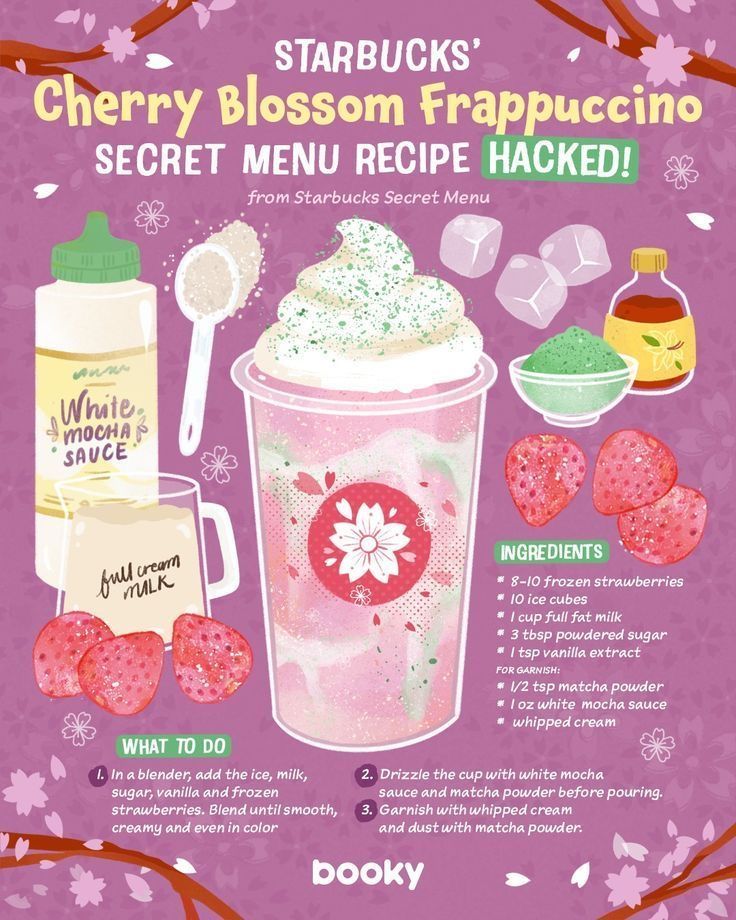 STARBUCKS'
Cherry Blossom Frappuccino
SECRET MENU RECIPE HACKED!
from Starbucks Secret Menu
White
MOCHA
SAUCE
full cream
MILK
INGREDIENTS
* 8-10 frozen strawberries
* 10 ice cubes
* 1 cup full fat milk
* 3 tbsp powdered sugar
* 1 tsp vanilla extract
FOR GARNISH:
* 1/2 tsp matcha powder
* 1 oz white mocha sauce
* whipped cream
WHAT TO DO
1. In a blender, add the ice, milk,
sugar, vanilla and frozen
strawberries. Blend until smooth,
creamy and even in color
2. Drizzle the cup with white mocha
sauce and matcha powder before pouring.
3. Garnish with whipped cream
and dust with matcha powder.
booky